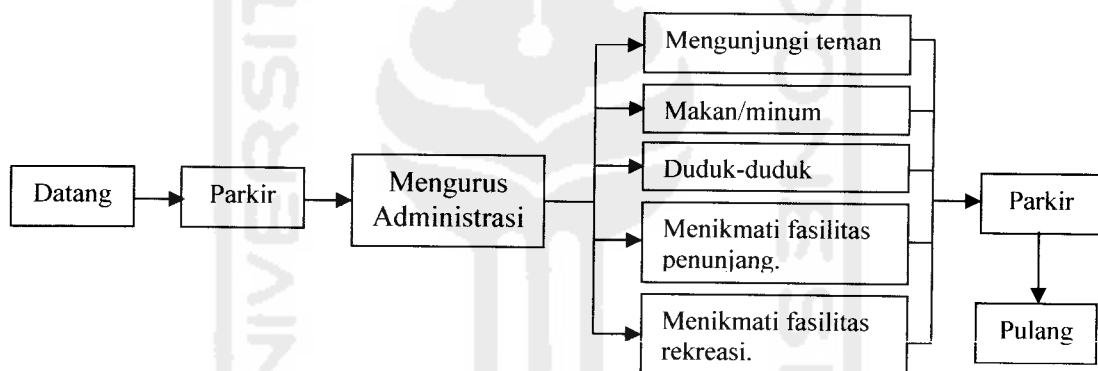 Datang
Parkir
Mengurus
Administrasi
Mengunjungi teman
Makan/minum
Duduk-duduk
Menikmati fasilitas
penunjang.
Menikmati fasilitas
rekreasi.
Parkir
Pulang